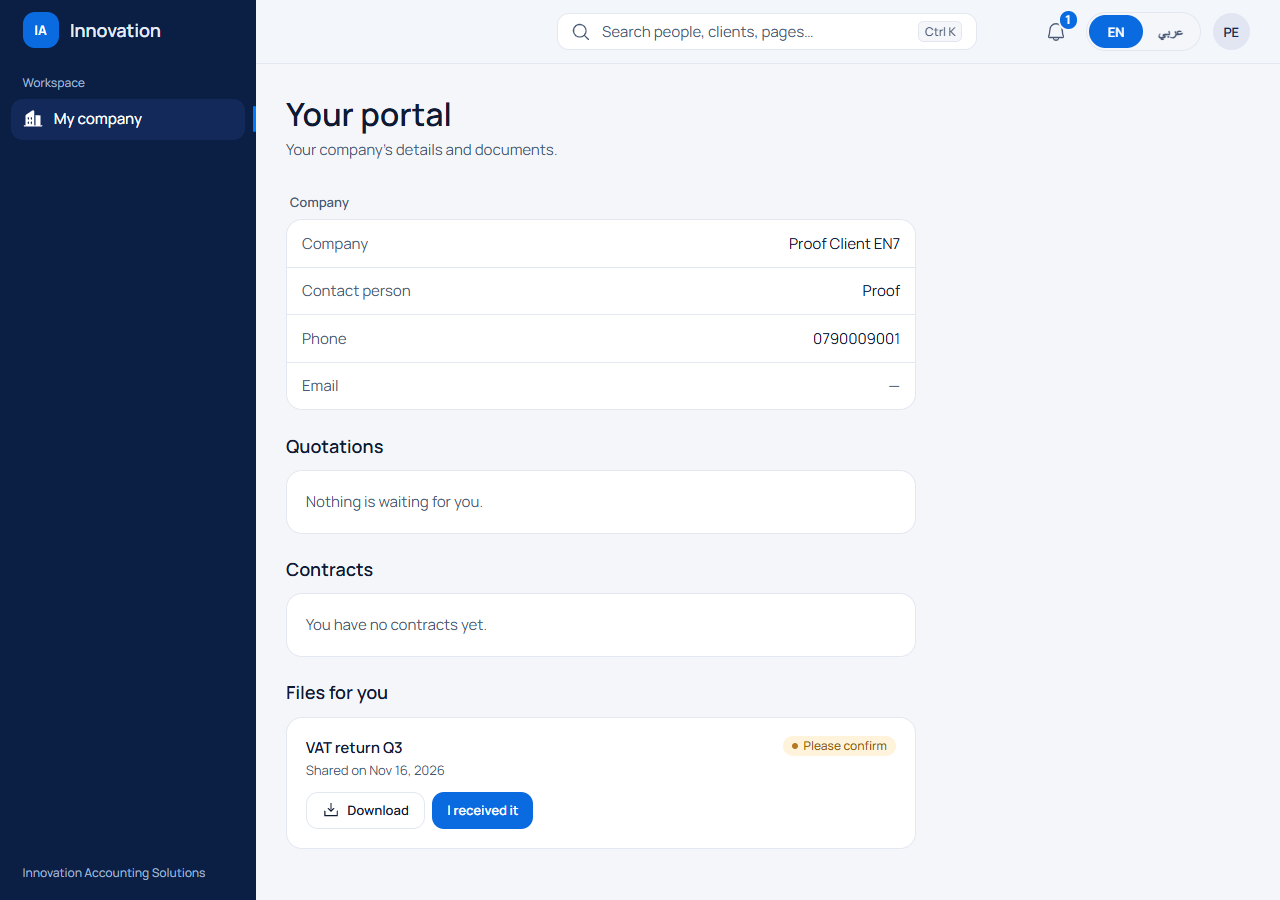 IA Innovation
Search people, clients, pages...
Ctrl K
1
EN
عربي
PE
Workspace
My company
Your portal
Your company's details and documents.
Company
Company Proof Client EN7
Contact person Proof
Phone 0790009001
Email —
Quotations
Nothing is waiting for you.
Contracts
You have no contracts yet.
Files for you
VAT return Q3
Please confirm
Shared on Nov 16, 2026
Download
I received it
Innovation Accounting Solutions